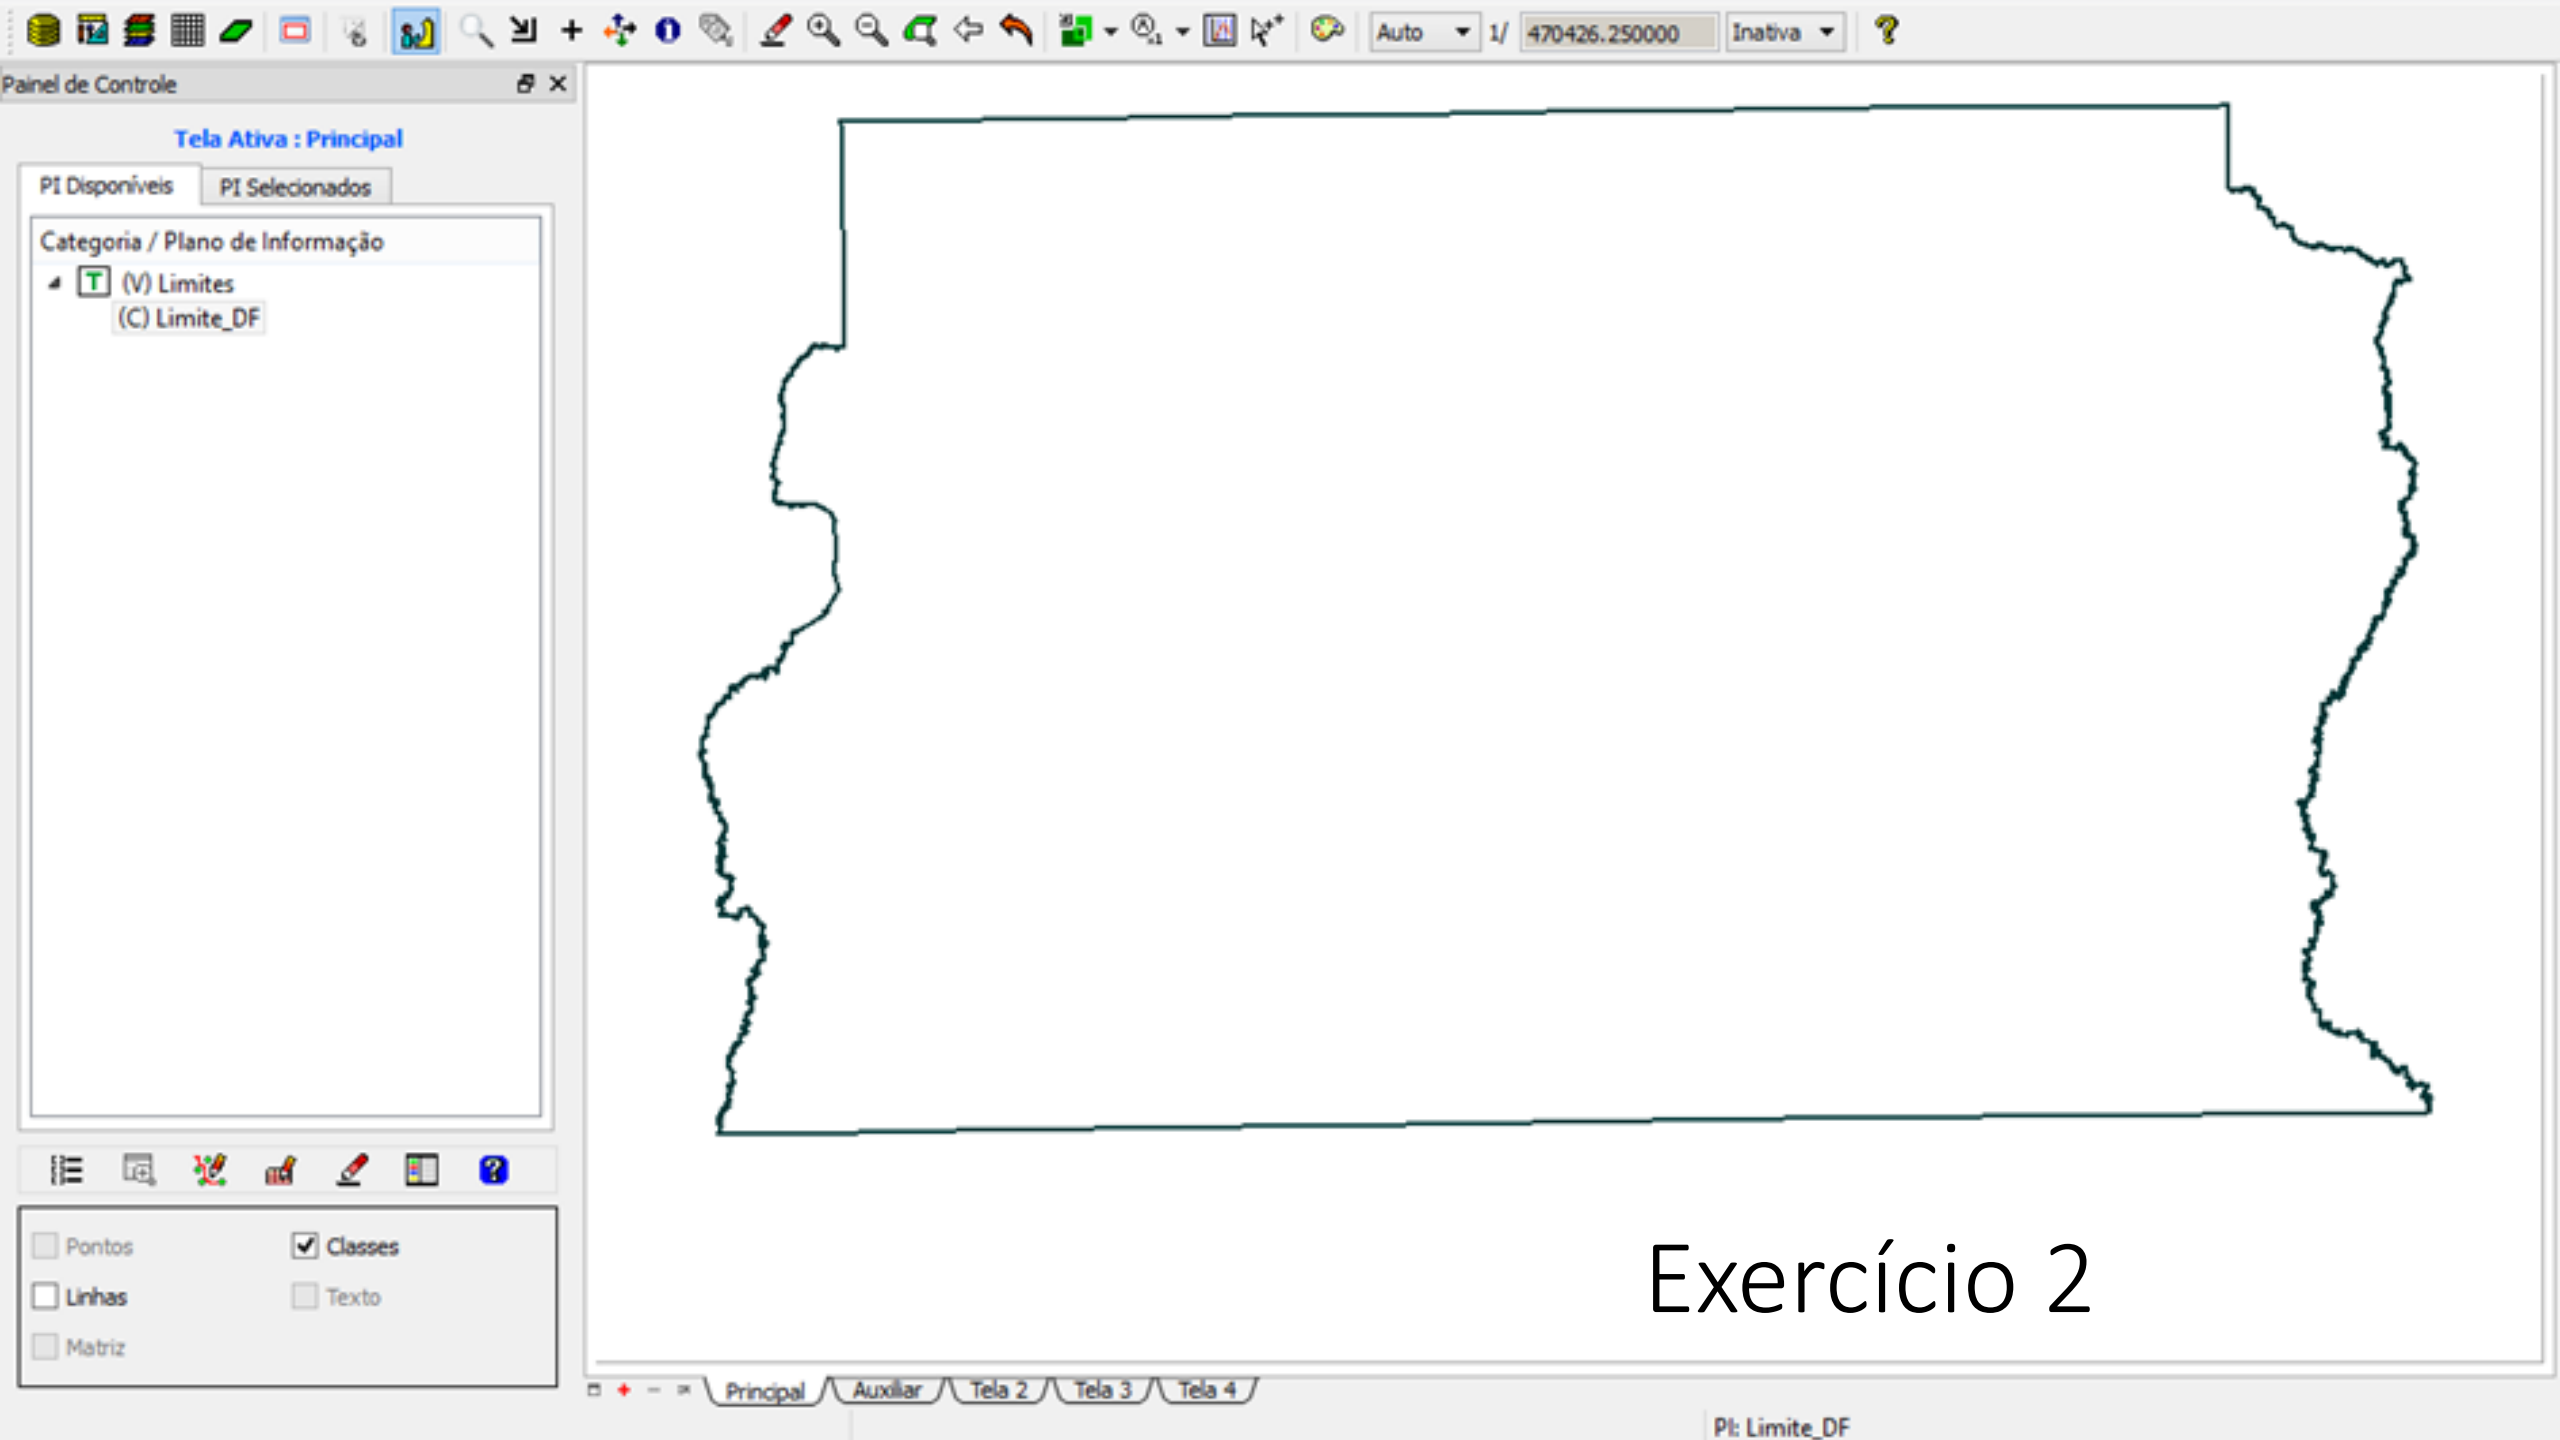 Auto 1/ 470426.250000 Inativa
Painel de Controle
Tela Ativa : Principal
PI Disponíveis PI Selecionados
Categoria / Plano de Informação
(V) Limites
(C) Limite_DF
Pontos Classes
Linhas Texto
Matriz
Exercício 2
Principal Auxiliar Tela 2 Tela 3 Tela 4
PI: Limite_DF